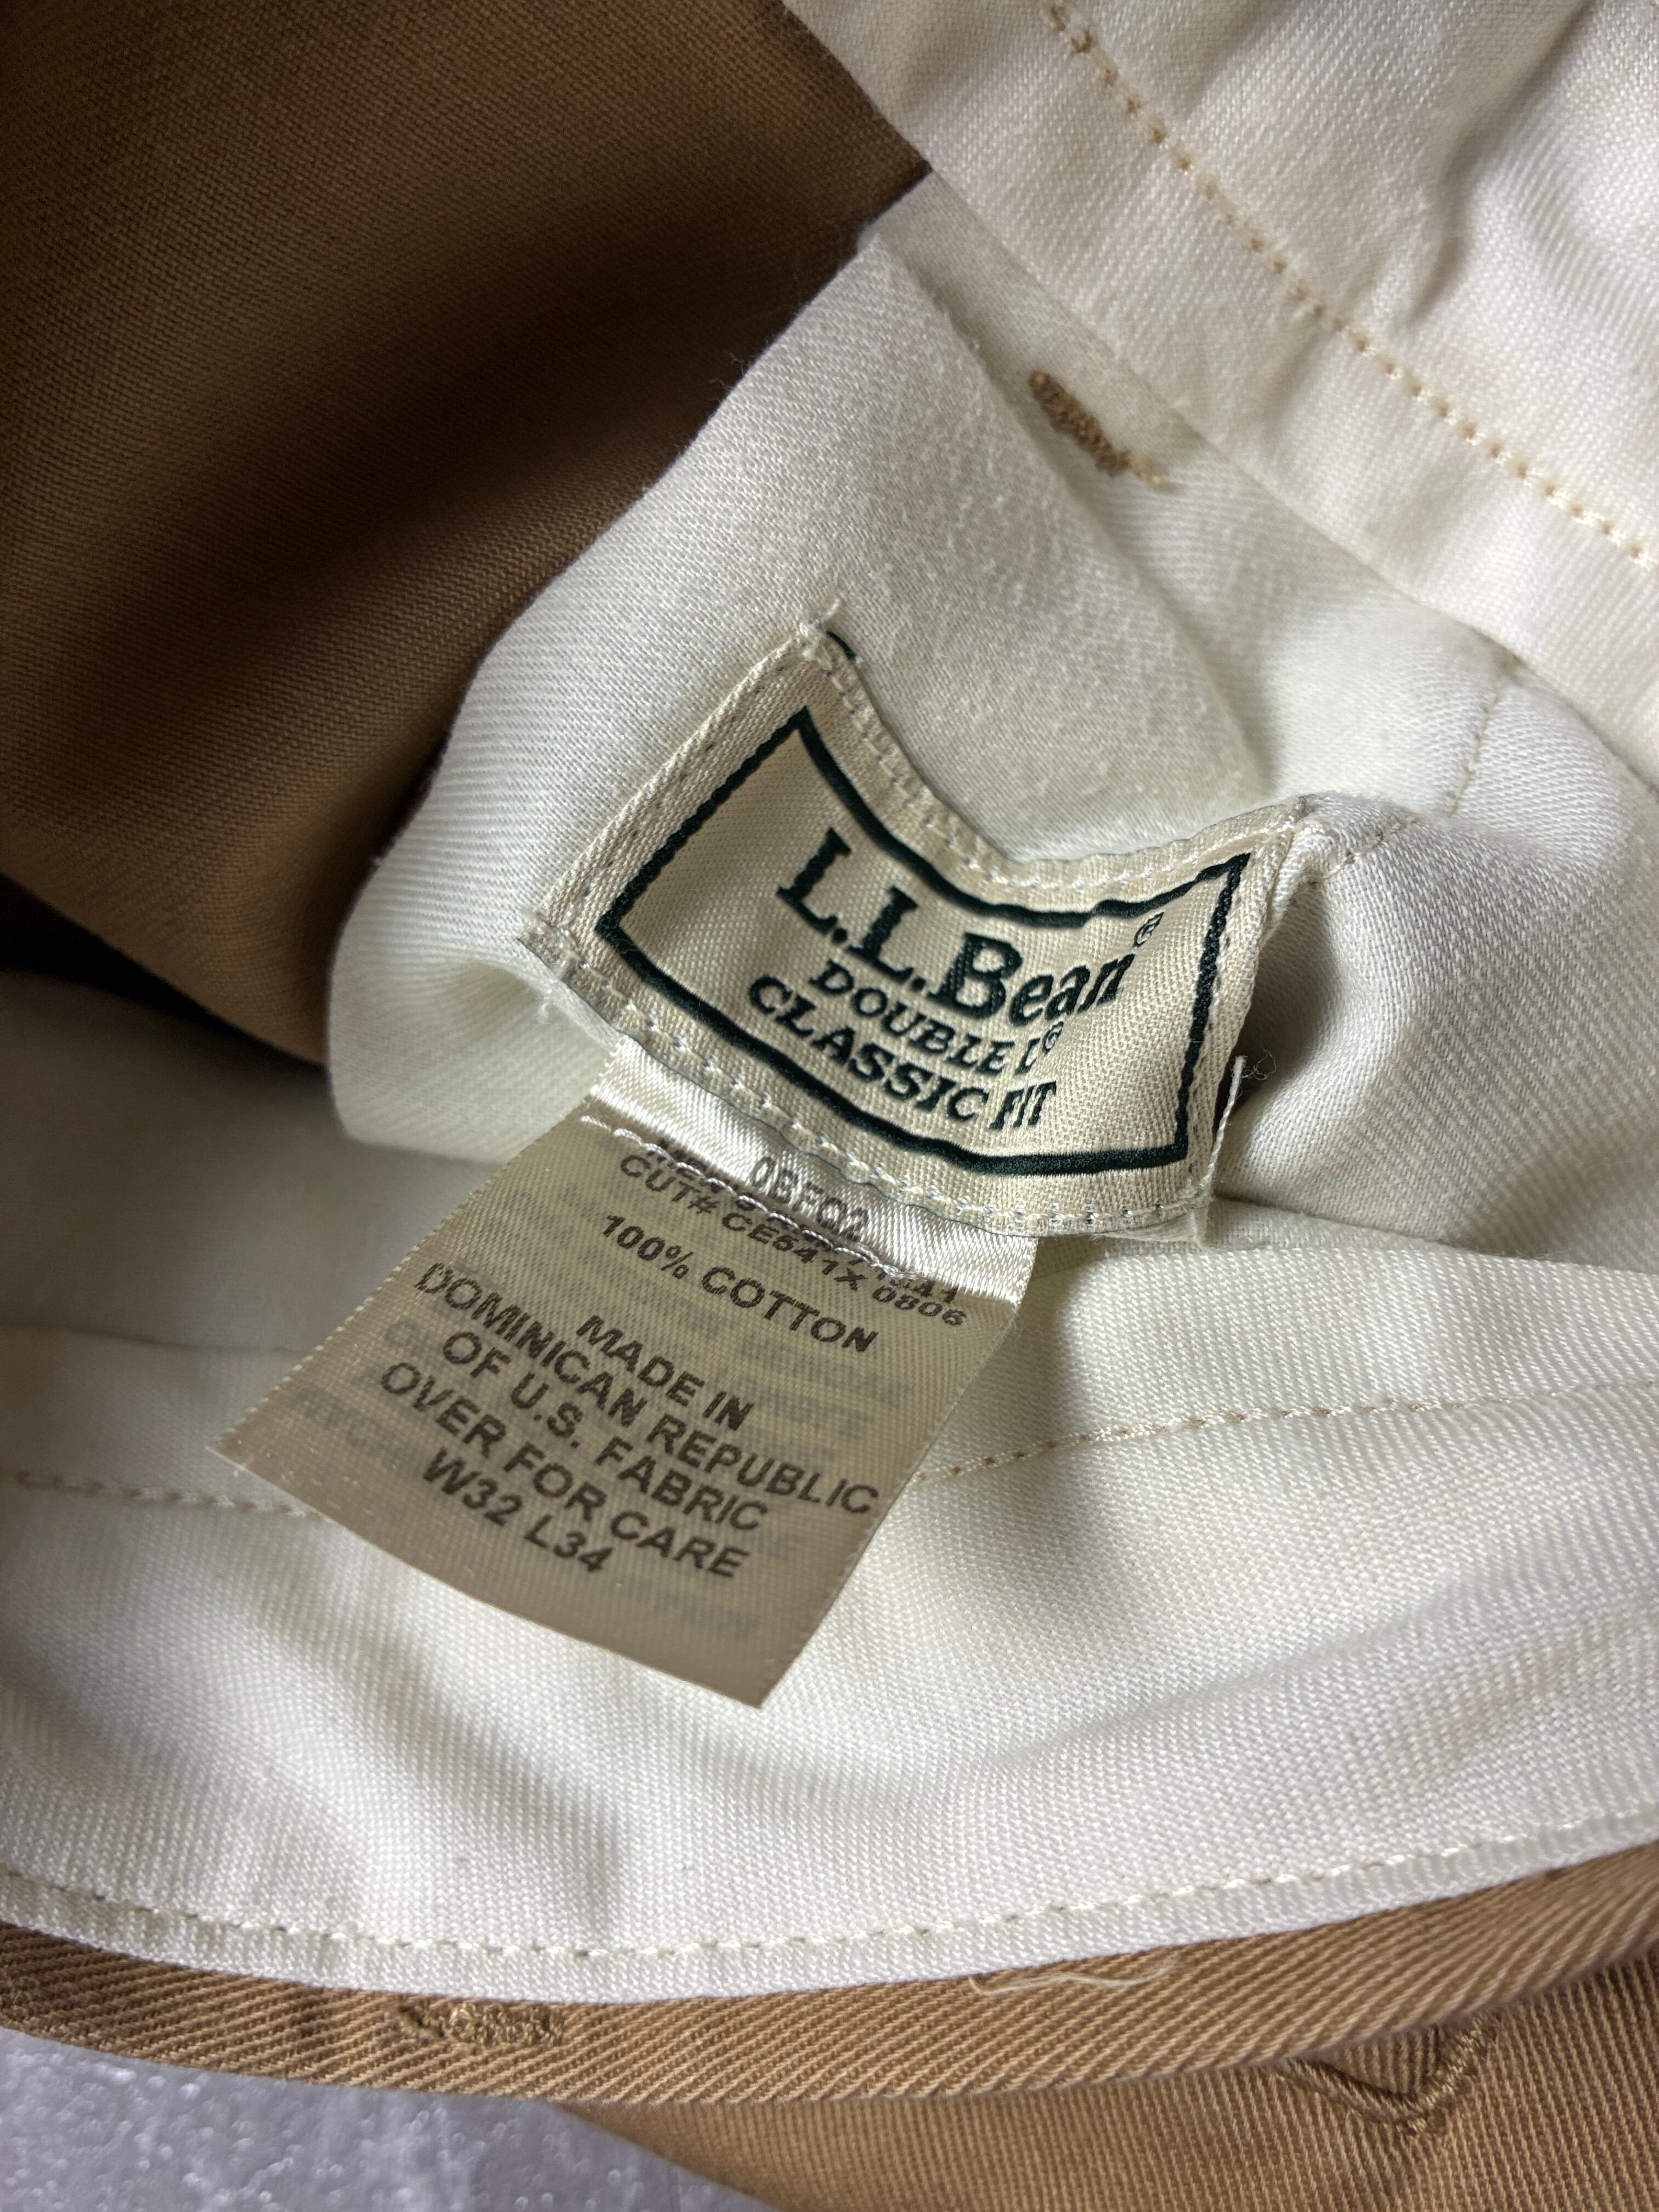 L.L.Bean®
DOUBLE L®
CLASSIC FIT
0BFQ2
CUT# CE541X 0806
100% COTTON
MADE IN
DOMINICAN REPUBLIC
OF U.S. FABRIC
OVER FOR CARE
W32 L34